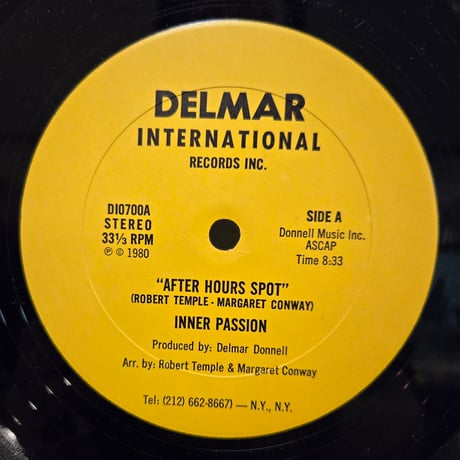 DELMAR
INTERNATIONAL
RECORDS INC.
DI0700A
STEREO
33⅓ RPM
℗ © 1980
SIDE A
Donnell Music Inc.
ASCAP
Time 8:33
"AFTER HOURS SPOT"
(ROBERT TEMPLE - MARGARET CONWAY)
INNER PASSION
Produced by: Delmar Donnell
Arr. by: Robert Temple & Margaret Conway
Tel: (212) 662-8667) — N.Y., N.Y.